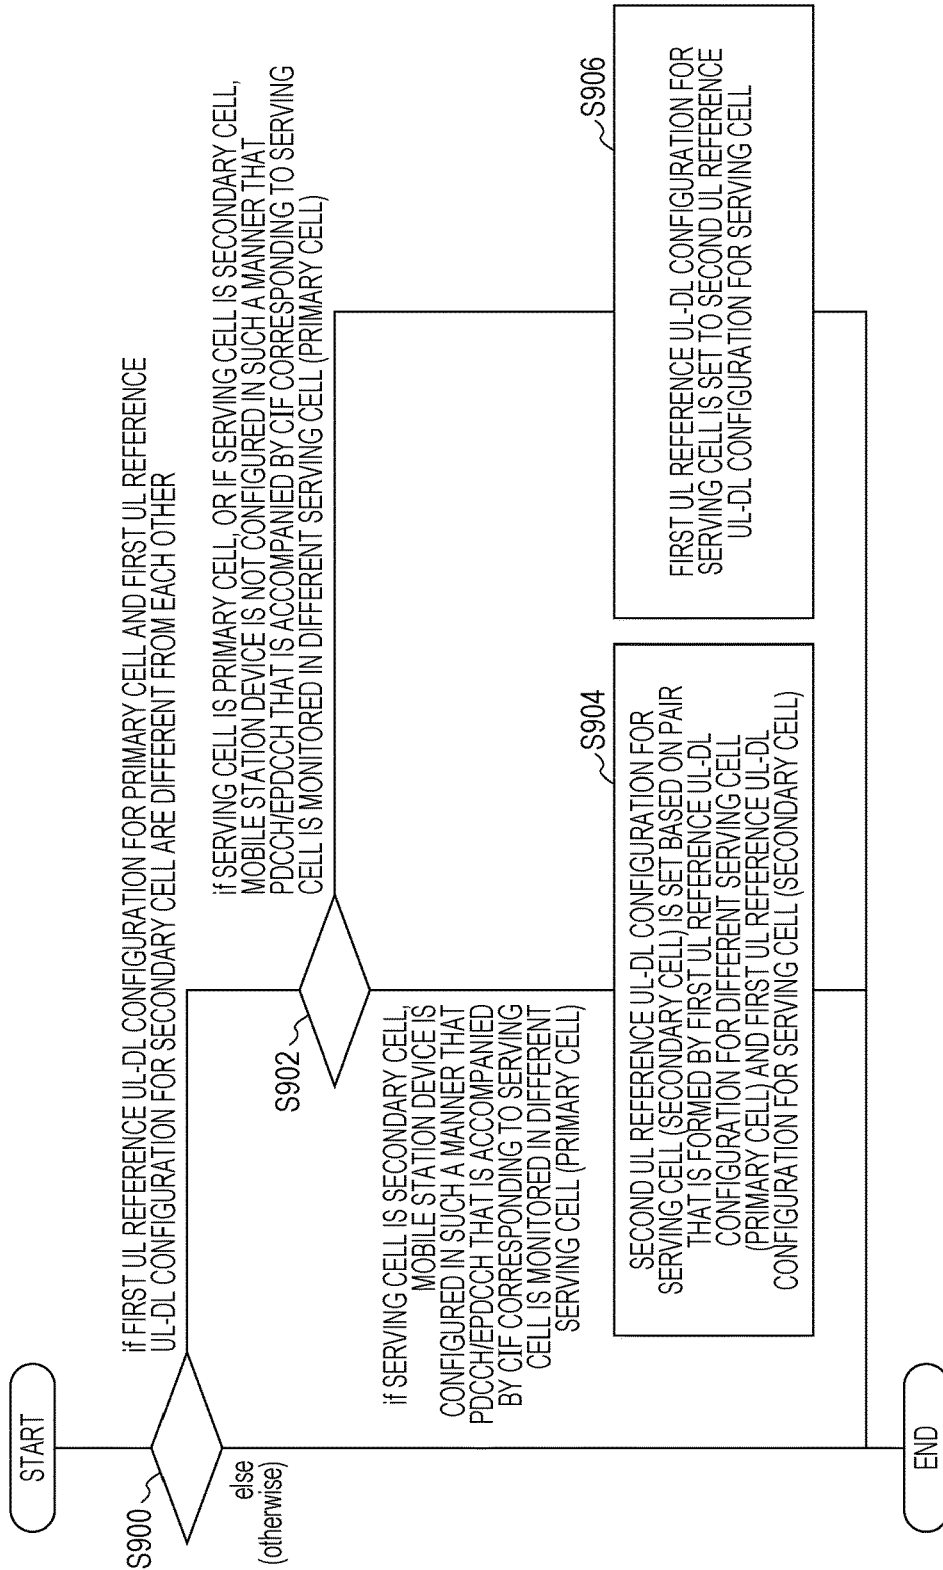 START
S900
if FIRST UL REFERENCE UL-DL CONFIGURATION FOR PRIMARY CELL AND FIRST UL REFERENCE
UL-DL CONFIGURATION FOR SECONDARY CELL ARE DIFFERENT FROM EACH OTHER
else
(otherwise)
S902
if SERVING CELL IS PRIMARY CELL, OR IF SERVING CELL IS SECONDARY CELL,
MOBILE STATION DEVICE IS NOT CONFIGURED IN SUCH A MANNER THAT
PDCCH/EPDCCH THAT IS ACCOMPANIED BY CIF CORRESPONDING TO SERVING
CELL IS MONITORED IN DIFFERENT SERVING CELL (PRIMARY CELL)
if SERVING CELL IS SECONDARY CELL,
MOBILE STATION DEVICE IS
CONFIGURED IN SUCH A MANNER THAT
PDCCH/EPDCCH THAT IS ACCOMPANIED
BY CIF CORRESPONDING TO SERVING
CELL IS MONITORED IN DIFFERENT
SERVING CELL (PRIMARY CELL)
S904
SECOND UL REFERENCE UL-DL CONFIGURATION FOR
SERVING CELL (SECONDARY CELL) IS SET BASED ON PAIR
THAT IS FORMED BY FIRST UL REFERENCE UL-DL
CONFIGURATION FOR DIFFERENT SERVING CELL
(PRIMARY CELL) AND FIRST UL REFERENCE UL-DL
CONFIGURATION FOR SERVING CELL (SECONDARY CELL)
S906
FIRST UL REFERENCE UL-DL CONFIGURATION FOR
SERVING CELL IS SET TO SECOND UL REFERENCE
UL-DL CONFIGURATION FOR SERVING CELL
END